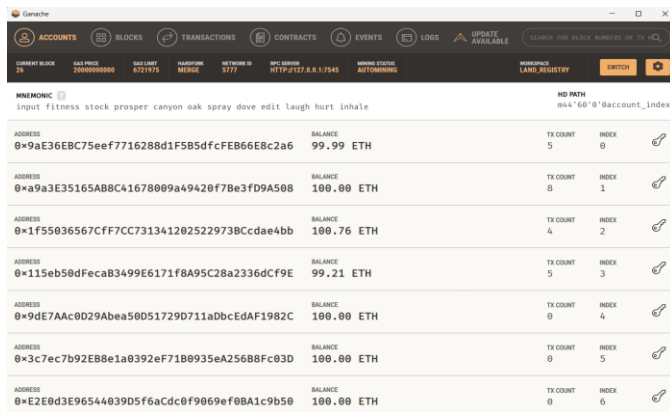 Ganache
ACCOUNTS BLOCKS TRANSACTIONS CONTRACTS EVENTS LOGS UPDATE AVAILABLE SEARCH FOR BLOCK NUMBERS OR TX H
CURRENT BLOCK GAS PRICE GAS LIMIT HARDFORK NETWORK ID RPC SERVER MINING STATUS WORKSPACE
26 20000000000 6721975 MERGE 5777 HTTP://127.0.0.1:7545 AUTOMINING LAND_REGISTRY SWITCH
MNEMONIC ? HD PATH
input fitness stock prosper canyon oak spray dove edit laugh hurt inhale m44'60'0'0account_index
ADDRESS BALANCE TX COUNT INDEX
0×9aE36EBC75eef7716288d1F5B5dfcFEB66E8c2a6 99.99 ETH 5 0
ADDRESS BALANCE TX COUNT INDEX
0×a9a3E35165AB8C41678009a49420f7Be3fD9A508 100.00 ETH 8 1
ADDRESS BALANCE TX COUNT INDEX
0×1f55036567CfF7CC731341202522973BCcdae4bb 100.76 ETH 4 2
ADDRESS BALANCE TX COUNT INDEX
0×115eb50dFecaB3499E6171f8A95C28a2336dCf9E 99.21 ETH 5 3
ADDRESS BALANCE TX COUNT INDEX
0×9dE7AAc0D29Abea50D51729D711aDbcEdAF1982C 100.00 ETH 0 4
ADDRESS BALANCE TX COUNT INDEX
0×3c7ec7b92EB8e1a0392eF71B0935eA256B8Fc03D 100.00 ETH 0 5
ADDRESS BALANCE TX COUNT INDEX
0×E2E0d3E96544039D5f6aCdc0f9069ef0BA1c9b50 100.00 ETH 0 6